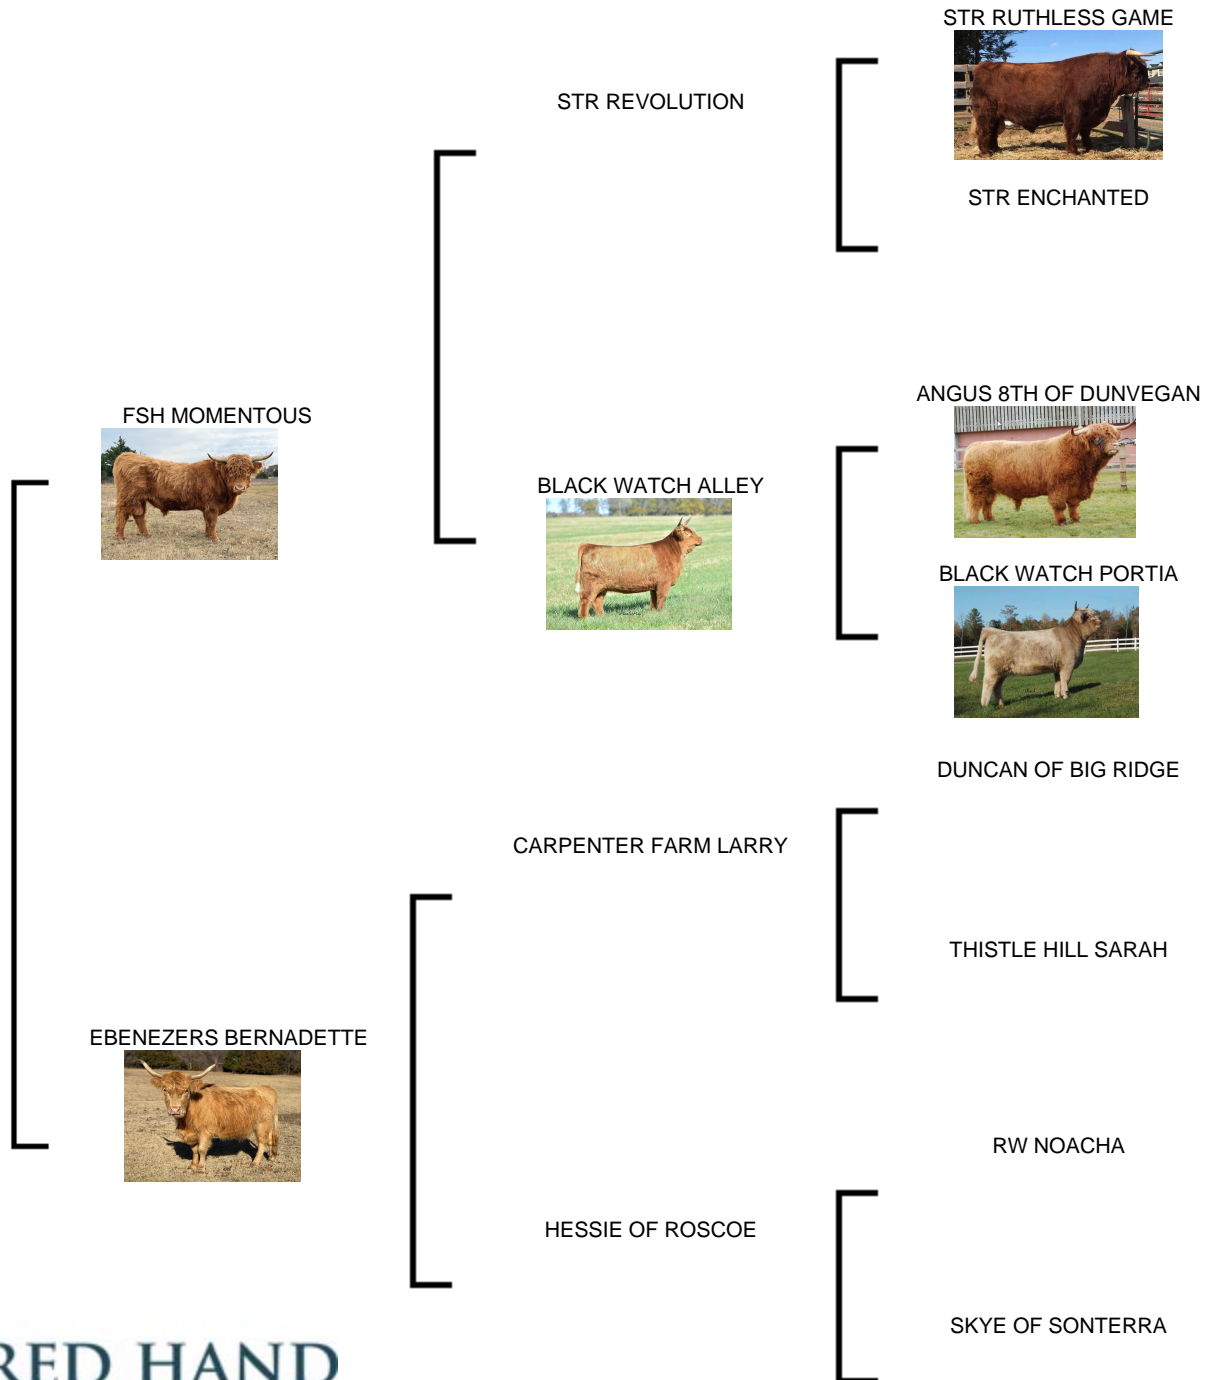 STR RUTHLESS GAME
STR REVOLUTION
STR ENCHANTED
FSH MOMENTOUS
ANGUS 8TH OF DUNVEGAN
BLACK WATCH ALLEY
BLACK WATCH PORTIA
DUNCAN OF BIG RIDGE
CARPENTER FARM LARRY
THISTLE HILL SARAH
EBENEZERS BERNADETTE
RW NOACHA
HESSIE OF ROSCOE
SKYE OF SONTERRA
RED HAND